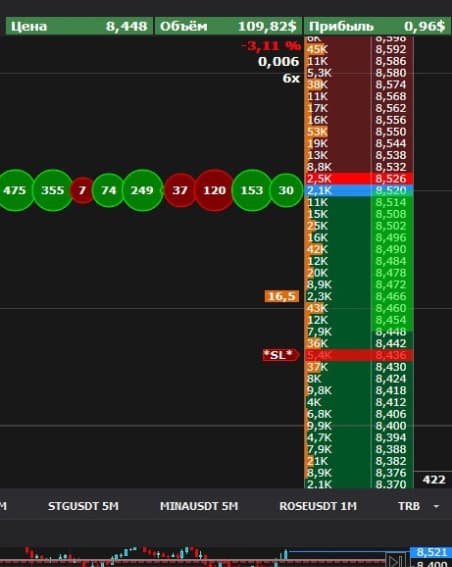 Цена 8,448 Объём 109,82$ Прибыль 0,96$
6K 8,598
-3,11 % 45K 8,592
0,006 11K 8,586
6x 5,3K 8,580
38K 8,574
11K 8,568
17K 8,562
16K 8,556
53K 8,550
19K 8,544
13K 8,538
8,8K 8,532
2,5K 8,526
475 355 7 74 249 37 120 153 30 2,1K 8,520
11K 8,514
15K 8,508
25K 8,502
16K 8,496
42K 8,490
12K 8,484
20K 8,478
8,9K 8,472
16,5 2,3K 8,466
43K 8,460
12K 8,454
7,9K 8,448
36K 8,442
*SL* 5,4K 8,436
37K 8,430
8K 8,424
9,8K 8,418
4K 8,412
6,8K 8,406
9,9K 8,400
4,7K 8,394
7,9K 8,388
21K 8,382
8,9K 8,376
422
2,1K 8,370
M STGUSDT 5M MINAUSDT 5M ROSEUSDT 1M TRB
8,521
8,400